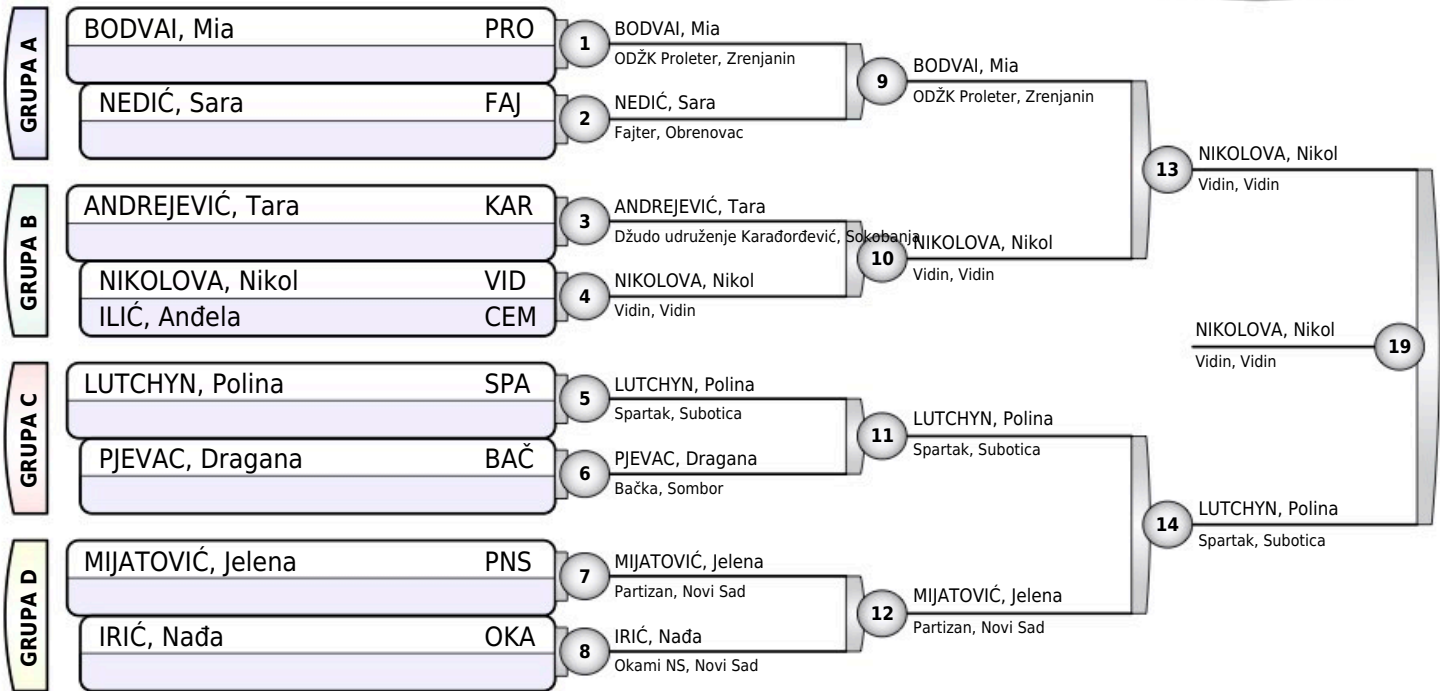 GRUPA A
BODVAI, Mia PRO
NEDIĆ, Sara FAJ
1
BODVAI, Mia
ODŽK Proleter, Zrenjanin
2
NEDIĆ, Sara
Fajter, Obrenovac
9
BODVAI, Mia
ODŽK Proleter, Zrenjanin
GRUPA B
ANDREJEVIĆ, Tara KAR
NIKOLOVA, Nikol VID
ILIĆ, Anđela CEM
3
ANDREJEVIĆ, Tara
Džudo udruženje Karađorđević, Sokobanja
4
NIKOLOVA, Nikol
Vidin, Vidin
10
NIKOLOVA, Nikol
Vidin, Vidin
13
NIKOLOVA, Nikol
Vidin, Vidin
GRUPA C
LUTCHYN, Polina SPA
PJEVAC, Dragana BAČ
5
LUTCHYN, Polina
Spartak, Subotica
6
PJEVAC, Dragana
Bačka, Sombor
11
LUTCHYN, Polina
Spartak, Subotica
GRUPA D
MIJATOVIĆ, Jelena PNS
IRIĆ, Nađa OKA
7
MIJATOVIĆ, Jelena
Partizan, Novi Sad
8
IRIĆ, Nađa
Okami NS, Novi Sad
12
MIJATOVIĆ, Jelena
Partizan, Novi Sad
14
LUTCHYN, Polina
Spartak, Subotica
NIKOLOVA, Nikol
Vidin, Vidin
19